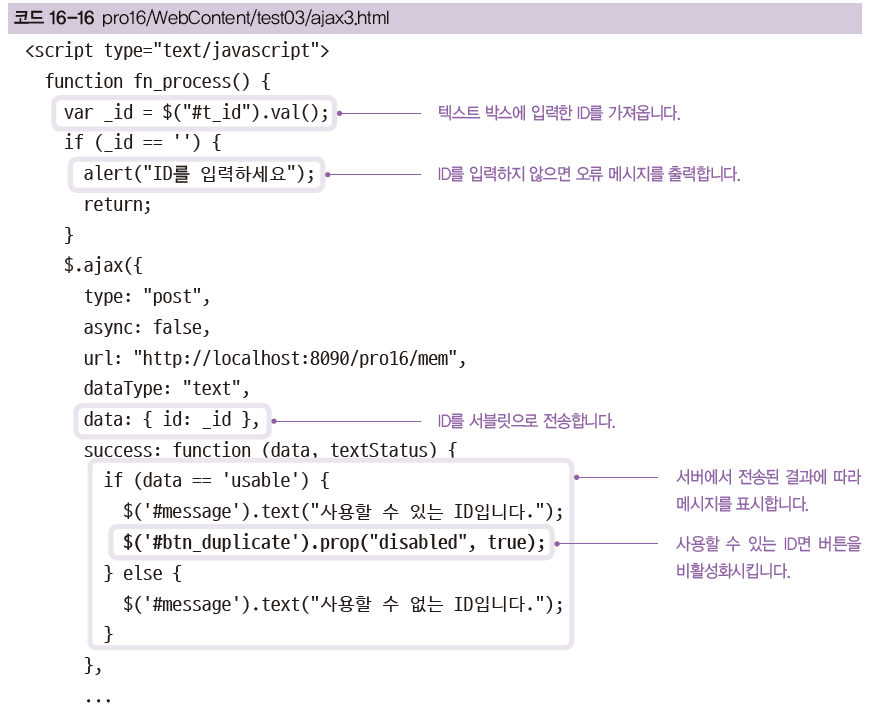 코드 16-16 pro16/WebContent/test03/ajax3.html
<script type="text/javascript">
function fn_process() {
var _id = $("#t_id").val(); 텍스트 박스에 입력한 ID를 가져옵니다.
if (_id == '') {
alert("ID를 입력하세요"); ID를 입력하지 않으면 오류 메시지를 출력합니다.
return;
}
$.ajax({
type: "post",
async: false,
url: "http://localhost:8090/pro16/mem",
dataType: "text",
data: { id: _id }, ID를 서블릿으로 전송합니다.
success: function (data, textStatus) {
if (data == 'usable') { 서버에서 전송된 결과에 따라
메시지를 표시합니다.
$('#message').text("사용할 수 있는 ID입니다.");
$('#btn_duplicate').prop("disabled", true); 사용할 수 있는 ID면 버튼을
비활성화시킵니다.
} else {
$('#message').text("사용할 수 없는 ID입니다.");
}
},
...